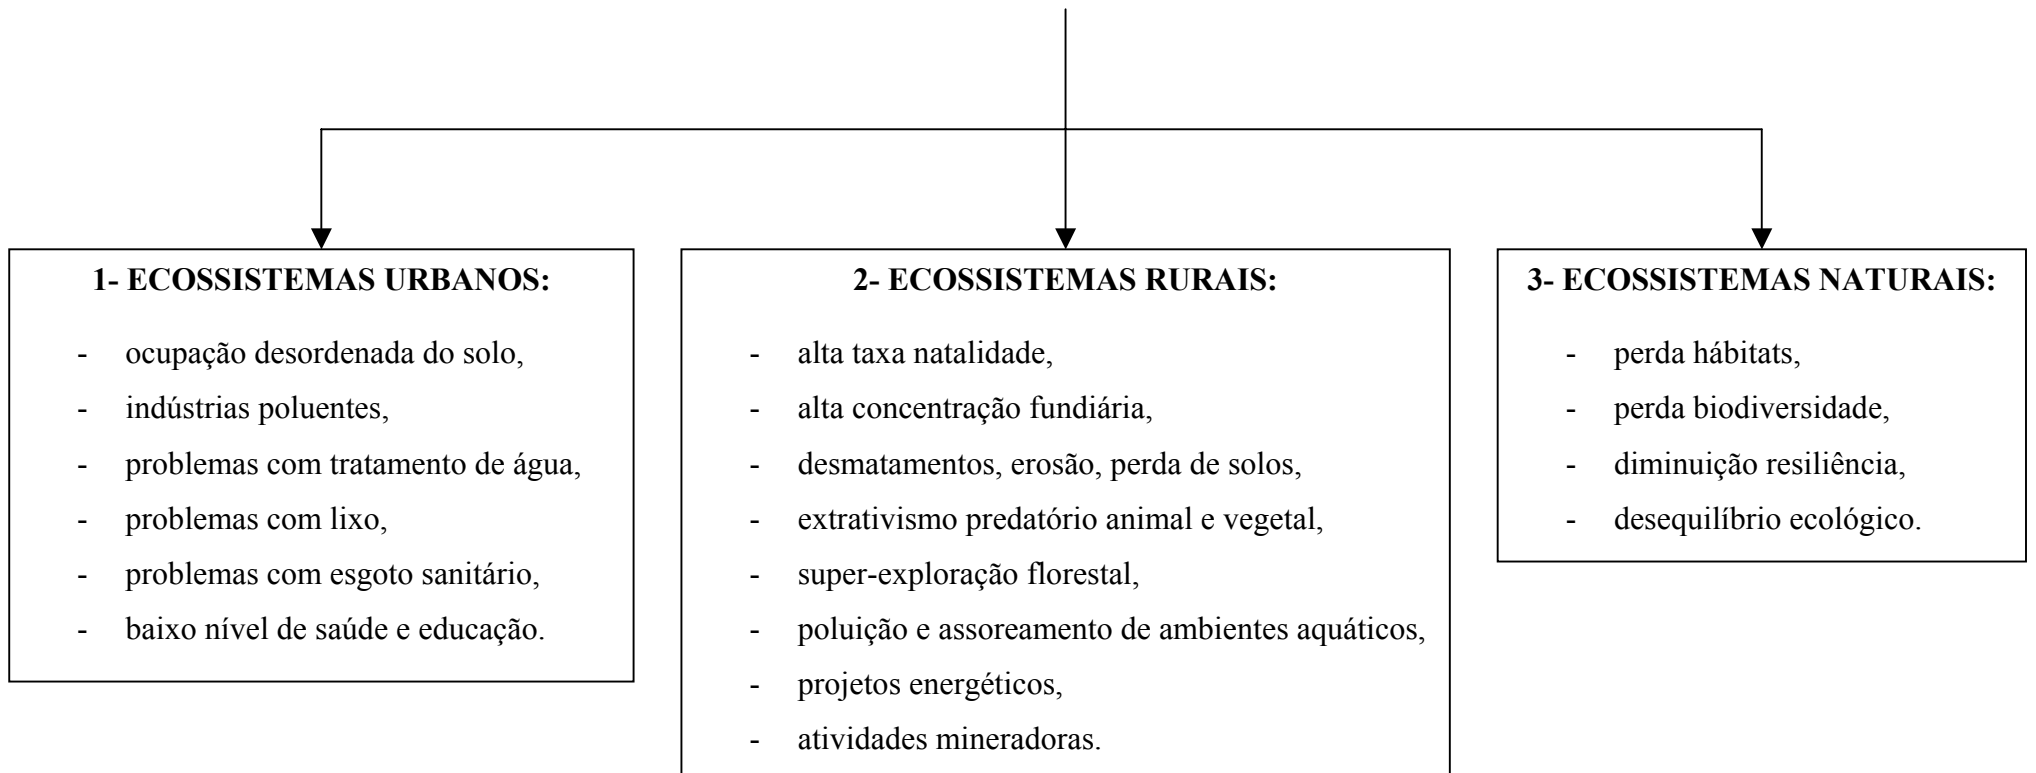 1- ECOSSISTEMAS URBANOS:
- ocupação desordenada do solo,
- indústrias poluentes,
- problemas com tratamento de água,
- problemas com lixo,
- problemas com esgoto sanitário,
- baixo nível de saúde e educação.
2- ECOSSISTEMAS RURAIS:
- alta taxa natalidade,
- alta concentração fundiária,
- desmatamentos, erosão, perda de solos,
- extrativismo predatório animal e vegetal,
- super-exploração florestal,
- poluição e assoreamento de ambientes aquáticos,
- projetos energéticos,
- atividades mineradoras.
3- ECOSSISTEMAS NATURAIS:
- perda hábitats,
- perda biodiversidade,
- diminuição resiliência,
- desequilíbrio ecológico.